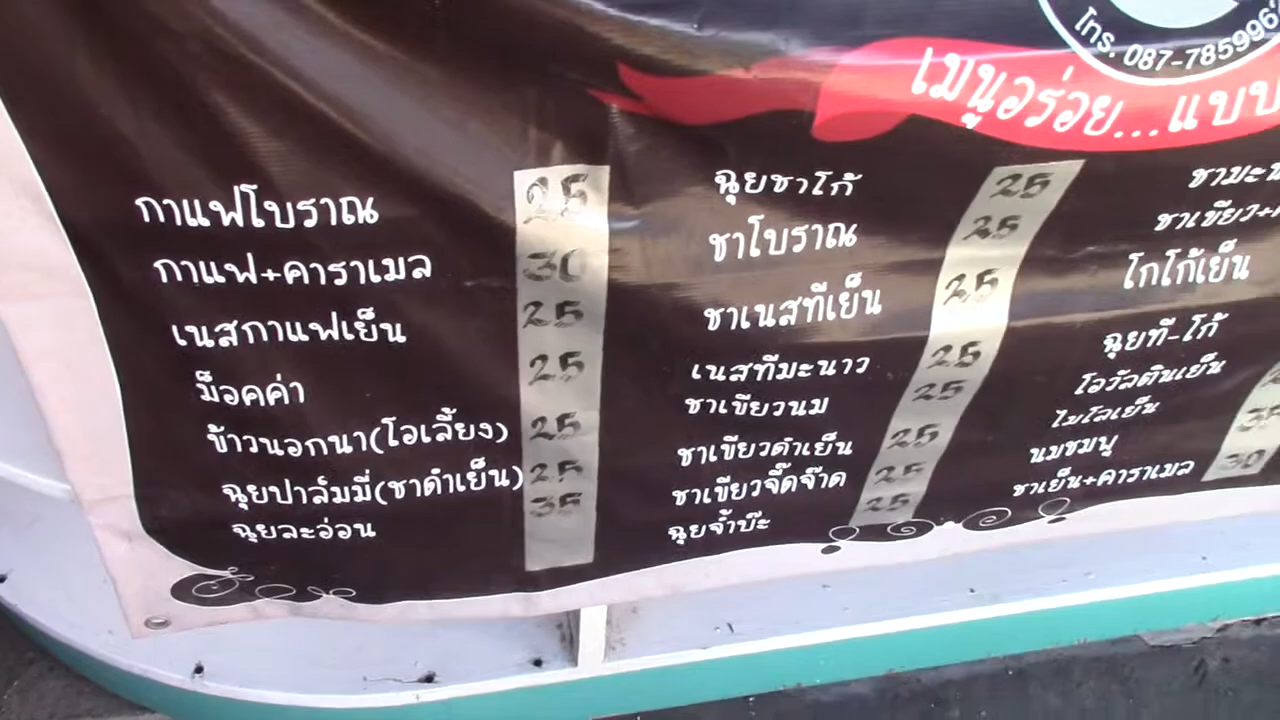 โทร. 087-785996
เมนูอร่อย...แบบ
กาแฟโบราณ 25
กาแฟ+คาราเมล 30
เนสกาแฟเย็น 25
ม็อคค่า 25
ข้าวนอกนา(โอเลี้ยง) 25
ฉุยปาล์มมี่(ชาดำเย็น) 25
ฉุยละอ่อน 35
ฉุยชาโก้ 25
ชาโบราณ 25
ชาเนสทีเย็น 25
เนสทีมะนาว 25
ชาเขียวนม 25
ชาเขียวดำเย็น 25
ชาเขียวจี๊ดจ๊าด 25
ฉุยจ้ำบ๊ะ 25
ชาเขียว+
โกโก้เย็น
ฉุยที-โก้
โอวัลตินเย็น
ไมโลเย็น
นมชมพู 35
ชาเย็น+คาราเมล 30